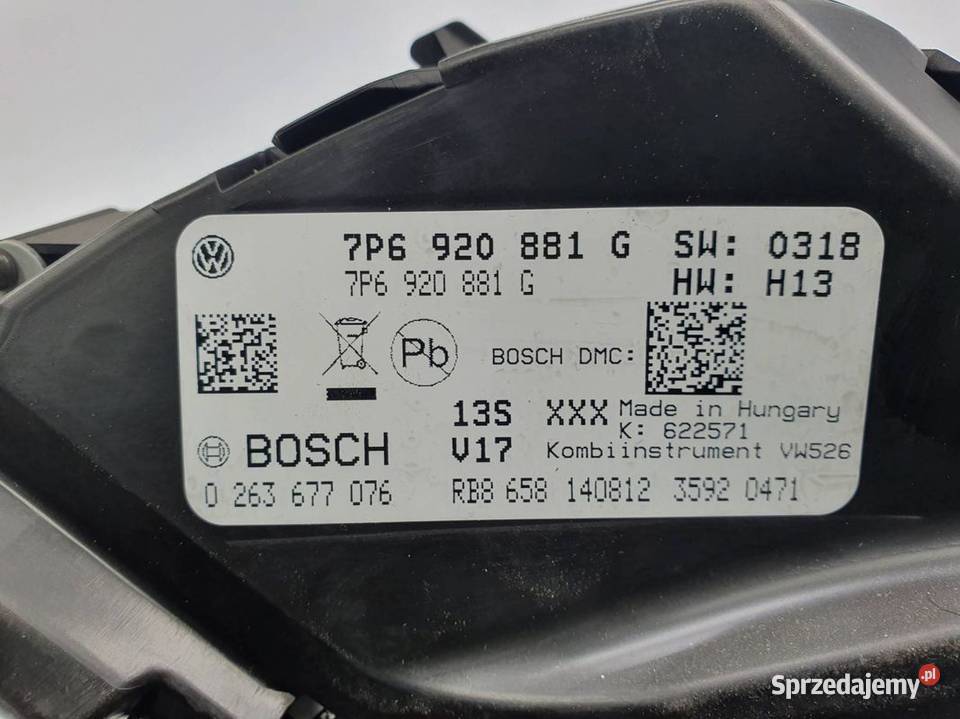 7P6 920 881 G SW: 0318
7P6 920 881 G HW: H13
Pb BOSCH DMC:
13S XXX Made in Hungary
K: 622571
BOSCH V17 Kombiinstrument VW526
0 263 677 076 RB8 658 140812 3592 0471
Sprzedajemy.pl